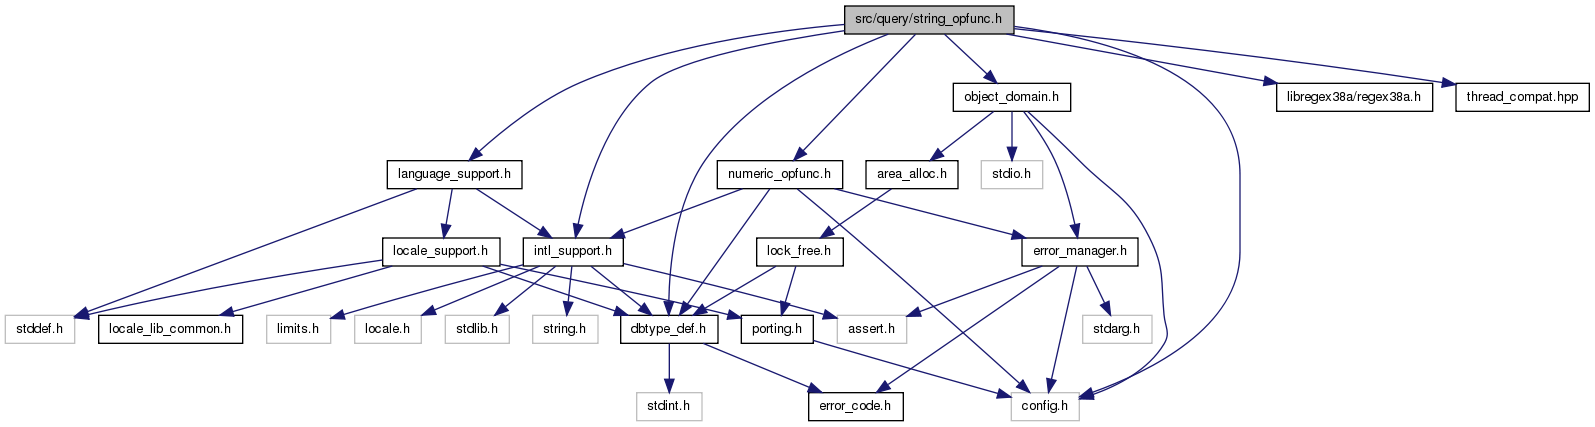 src/query/string_opfunc.h
object_domain.h
libregex38a/regex38a.h
thread_compat.hpp
language_support.h
numeric_opfunc.h
area_alloc.h
stdio.h
locale_support.h
intl_support.h
lock_free.h
error_manager.h
stddef.h
locale_lib_common.h
limits.h
locale.h
stdlib.h
string.h
dbtype_def.h
porting.h
assert.h
stdarg.h
stdint.h
error_code.h
config.h